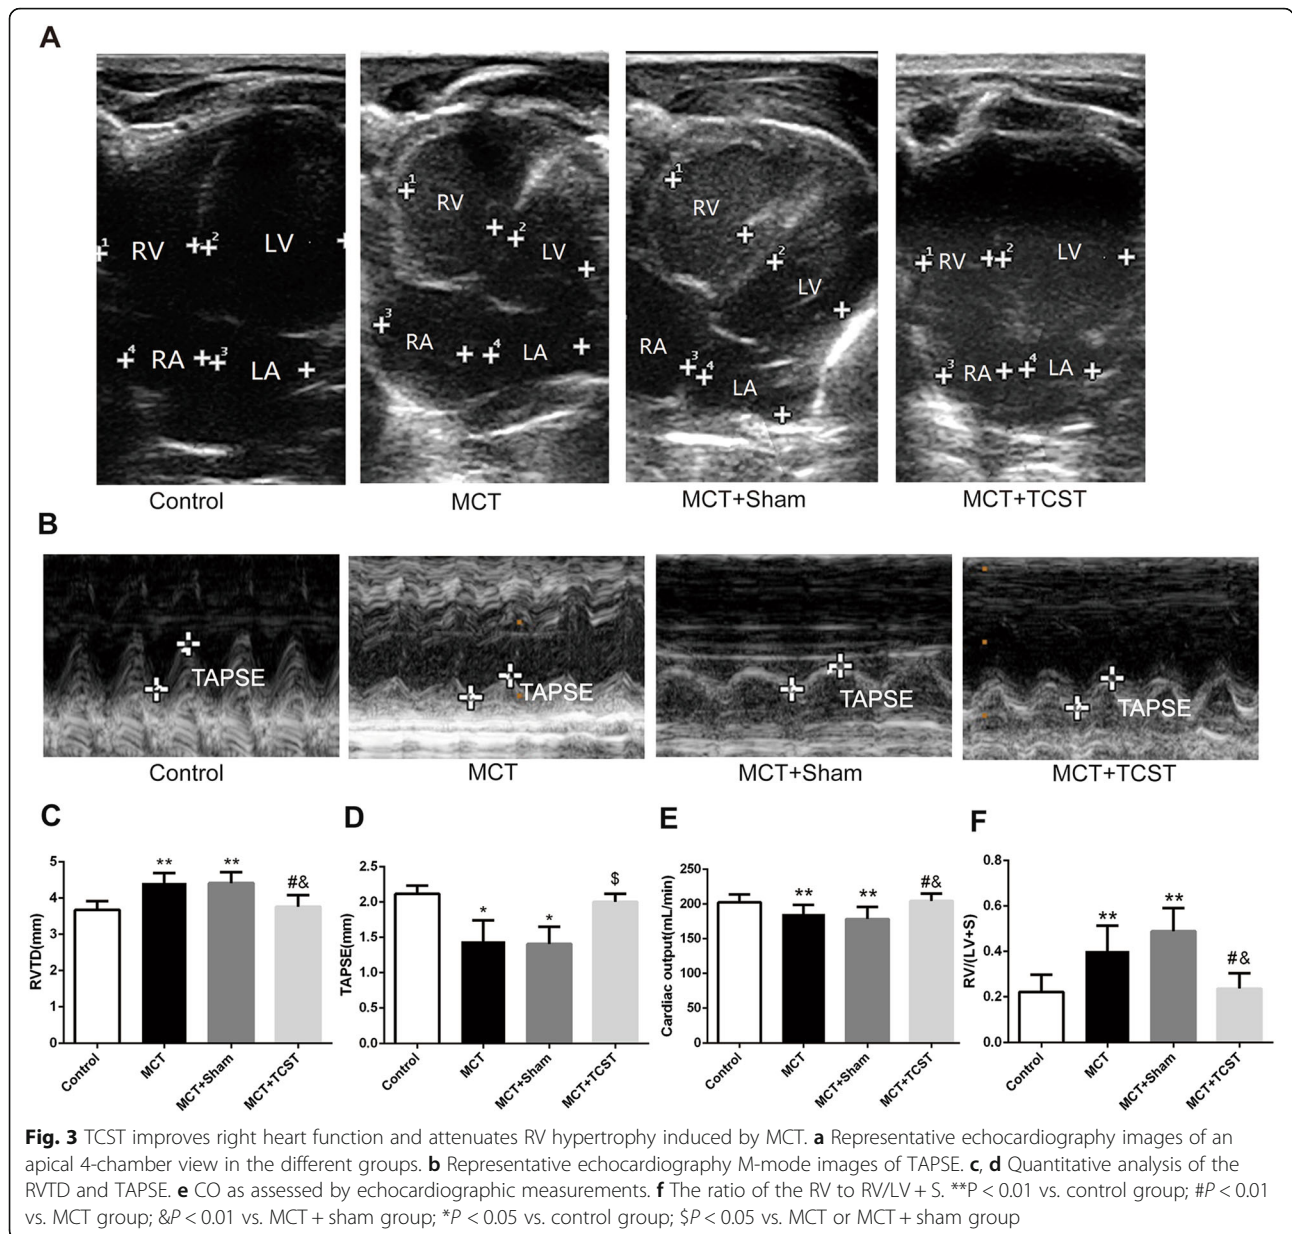 A
1 RV 2 LV
4 RA 3 LA
Control
1 RV 2 LV
3 RA 4 LA
MCT
1 RV 2 LV
RA 3 4 LA
MCT+Sham
1 RV 2 LV
3 RA 4 LA
MCT+TCST
B
TAPSE
Control
TAPSE
MCT
TAPSE
MCT+Sham
TAPSE
MCT+TCST
C
RVTD(mm)
5
4
3
2
1
0
** ** #&
Control MCT MCT+Sham MCT+TCST
D
TAPSE(mm)
2.5
2.0
1.5
1.0
0.5
0.0
* * $
Control MCT MCT+Sham MCT+TCST
E
Cardiac output(mL/min)
250
200
150
100
50
0
** ** #&
Control MCT MCT+Sham MCT+TCST
F
RV/(LV+S)
0.8
0.6
0.4
0.2
0.0
** ** #&
Control MCT MCT+Sham MCT+TCST
Fig. 3 TCST improves right heart function and attenuates RV hypertrophy induced by MCT. a Representative echocardiography images of an
apical 4-chamber view in the different groups. b Representative echocardiography M-mode images of TAPSE. c, d Quantitative analysis of the
RVTD and TAPSE. e CO as assessed by echocardiographic measurements. f The ratio of the RV to RV/LV + S. **P < 0.01 vs. control group; #P < 0.01
vs. MCT group; &P < 0.01 vs. MCT + sham group; *P < 0.05 vs. control group; $P < 0.05 vs. MCT or MCT + sham group